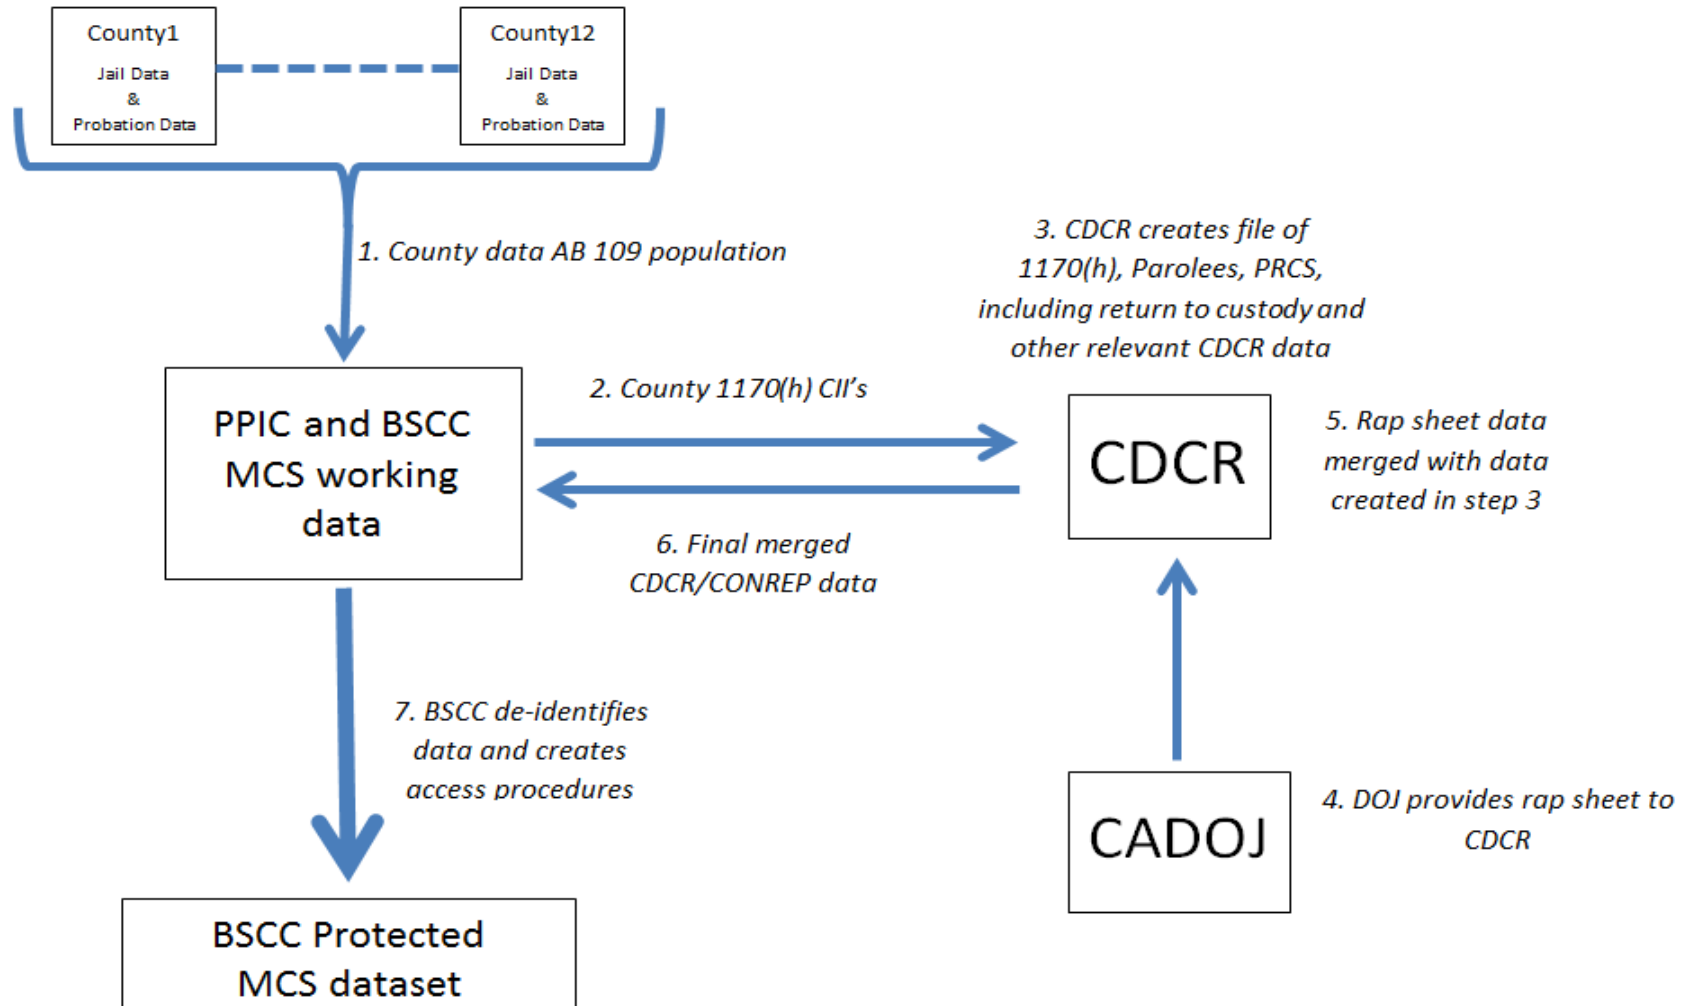 County1
Jail Data
&
Probation Data
County12
Jail Data
&
Probation Data
1. County data AB 109 population
3. CDCR creates file of
1170(h), Parolees, PRCS,
including return to custody and
other relevant CDCR data
PPIC and BSCC
MCS working
data
2. County 1170(h) CII's
CDCR
5. Rap sheet data
merged with data
created in step 3
6. Final merged
CDCR/CONREP data
7. BSCC de-identifies
data and creates
access procedures
CADOJ
4. DOJ provides rap sheet to
CDCR
BSCC Protected
MCS dataset